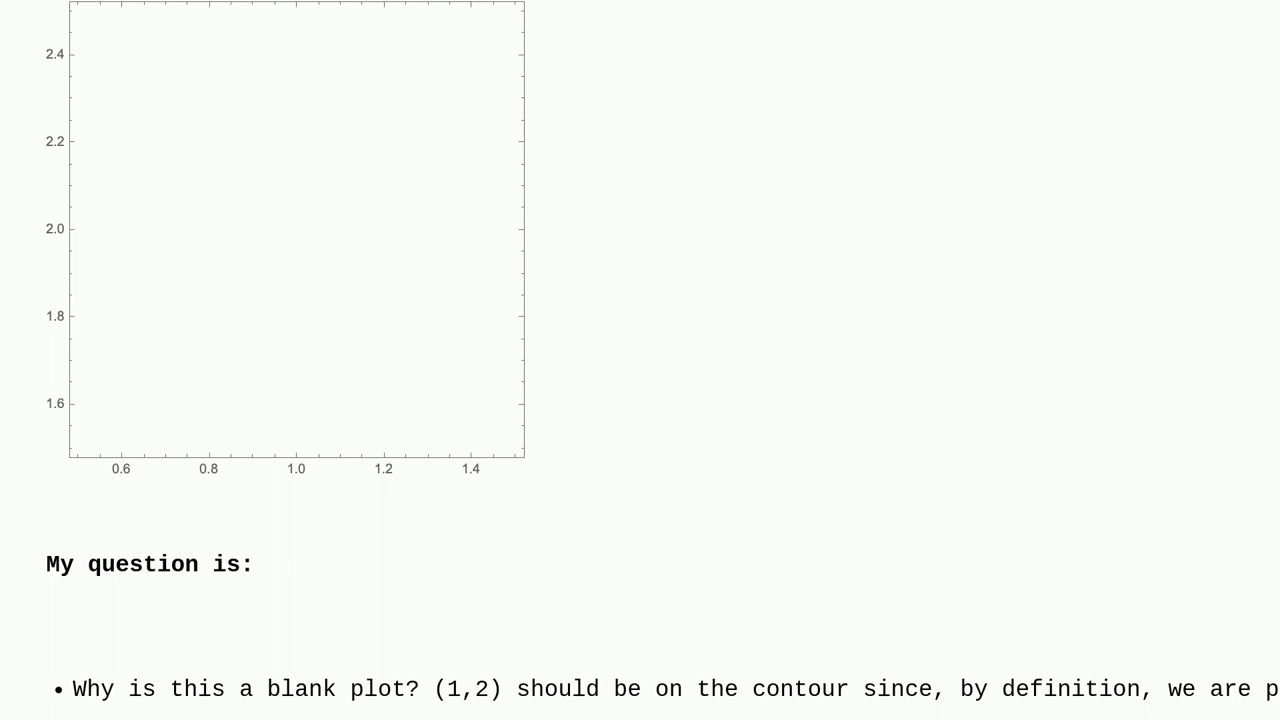 2.4
2.2
2.0
1.8
1.6
0.6 0.8 1.0 1.2 1.4
My question is:
• Why is this a blank plot? (1,2) should be on the contour since, by definition, we are p